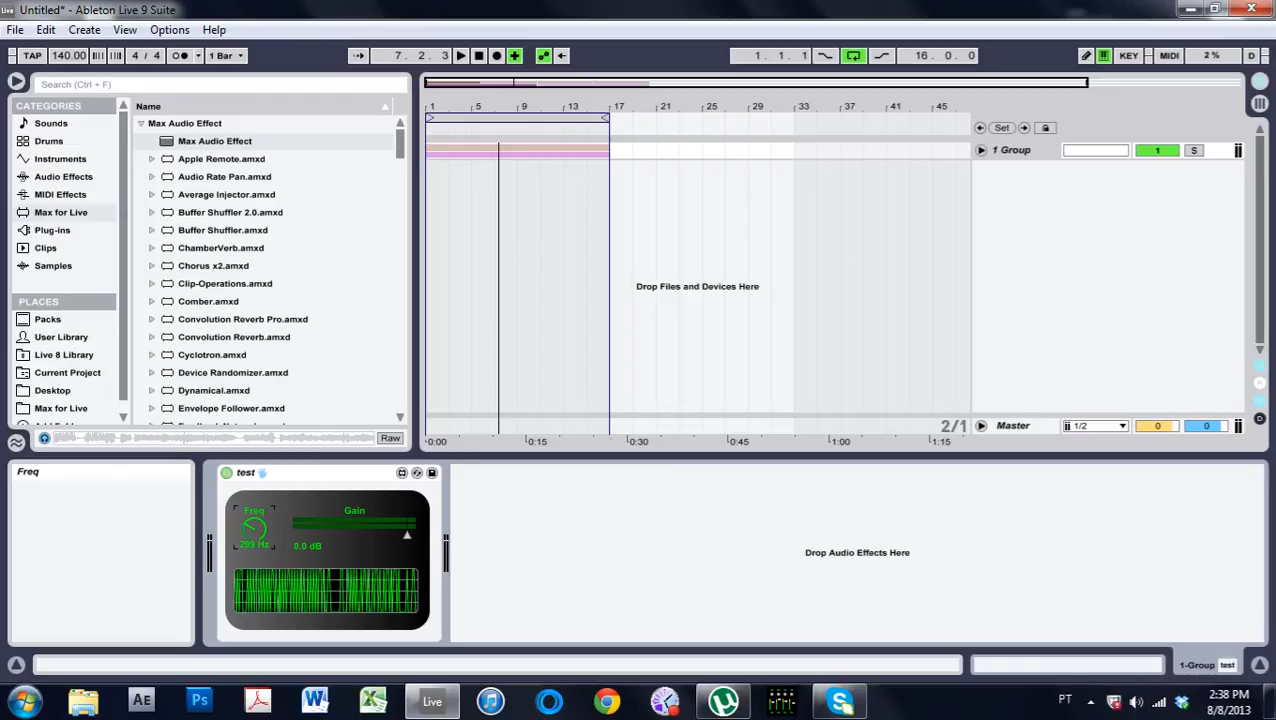 Untitled* - Ableton Live 9 Suite
File Edit Create View Options Help
TAP 140.00 4 / 4 1 Bar 7. 2. 3 1. 1. 1 16. 0. 0 KEY MIDI 2 % D
Search (Ctrl + F)
CATEGORIES
Sounds
Drums
Instruments
Audio Effects
MIDI Effects
Max for Live
Plug-ins
Clips
Samples
PLACES
Packs
User Library
Live 8 Library
Current Project
Desktop
Max for Live
Name
Max Audio Effect
Max Audio Effect
Apple Remote.amxd
Audio Rate Pan.amxd
Average Injector.amxd
Buffer Shuffler 2.0.amxd
Buffer Shuffler.amxd
ChamberVerb.amxd
Chorus x2.amxd
Clip-Operations.amxd
Comber.amxd
Convolution Reverb Pro.amxd
Convolution Reverb.amxd
Cyclotron.amxd
Device Randomizer.amxd
Dynamical.amxd
Envelope Follower.amxd
Raw
1 5 9 13 17 21 25 29 33 37 41 45
Set
1 Group 1 S
Drop Files and Devices Here
2/1 Master 1/2 0 0
0:00 0:15 0:30 0:45 1:00 1:15
Freq
test
Freq
299 Hz
Gain
0.0 dB
Drop Audio Effects Here
1-Group test
Ae Ps W X Live
PT 2:38 PM
8/8/2013